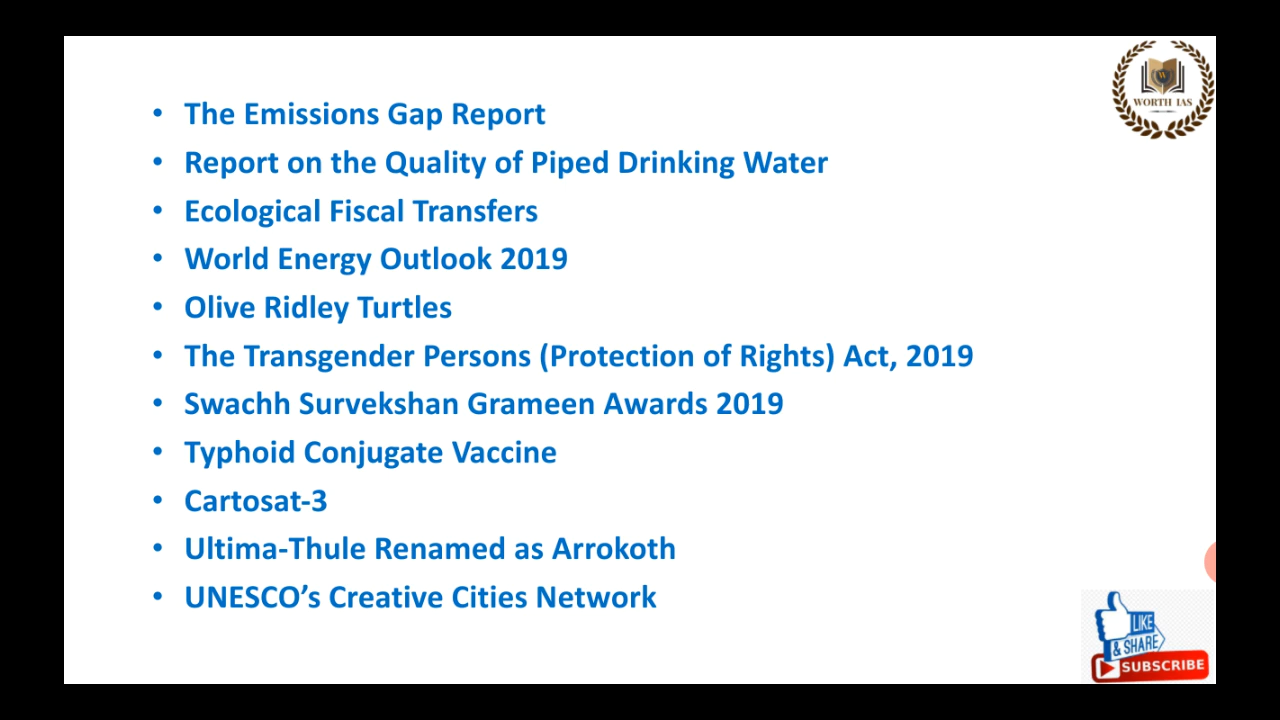 WORTH IAS
• The Emissions Gap Report
• Report on the Quality of Piped Drinking Water
• Ecological Fiscal Transfers
• World Energy Outlook 2019
• Olive Ridley Turtles
• The Transgender Persons (Protection of Rights) Act, 2019
• Swachh Survekshan Grameen Awards 2019
• Typhoid Conjugate Vaccine
• Cartosat-3
• Ultima-Thule Renamed as Arrokoth
• UNESCO’s Creative Cities Network
LIKE
& SHARE
SUBSCRIBE